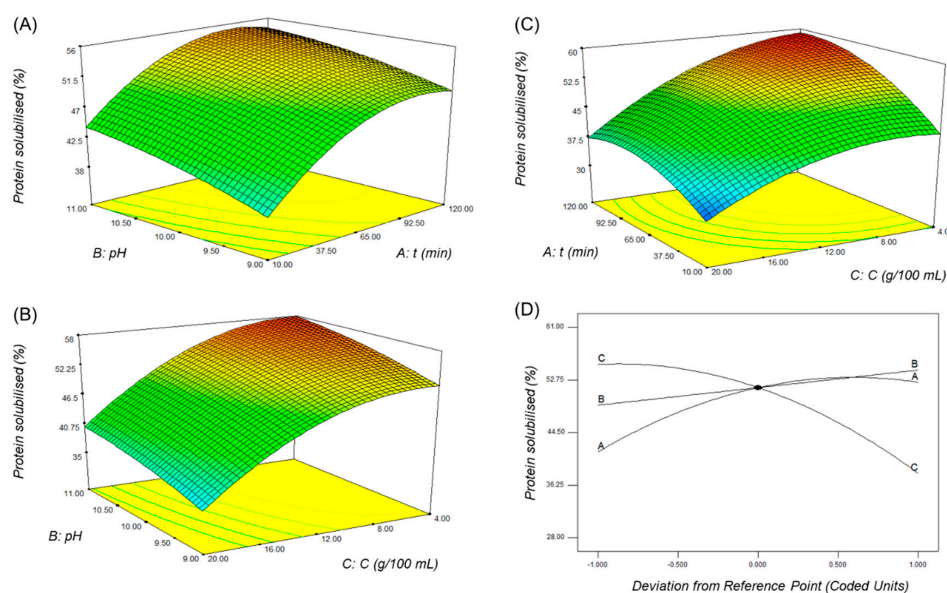 (A)
Protein solubilised (%)
56
51.5
47
42.5
38
11.00
10.50
10.00
9.50
9.00
10.00
37.50
65.00
92.50
120.00
B: pH
A: t (min)
(C)
Protein solubilised (%)
60
52.5
45
37.5
30
120.00
92.50
65.00
37.50
10.00
20.00
16.00
12.00
8.00
4.00
A: t (min)
C: C (g/100 mL)
(B)
Protein solubilised (%)
58
52.25
46.5
40.75
35
11.00
10.50
10.00
9.50
9.00
20.00
16.00
12.00
8.00
4.00
B: pH
C: C (g/100 mL)
(D)
Protein solubilised (%)
61.00
52.75
44.50
36.25
28.00
C
B
A
B
A
C
-1.000
-0.500
0.000
0.500
1.000
Deviation from Reference Point (Coded Units)